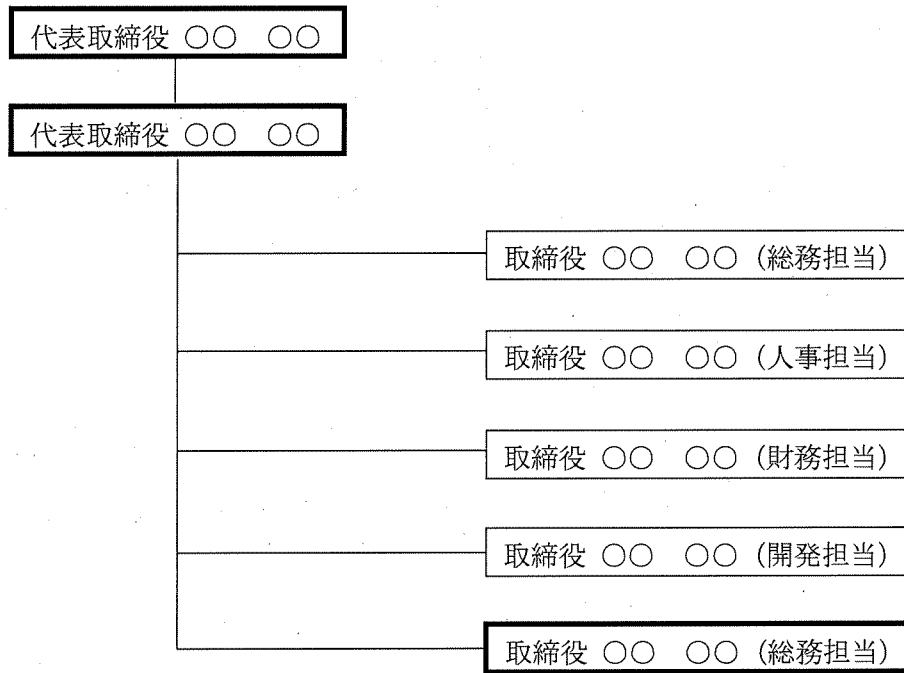 代表取締役 ○○　○○
代表取締役 ○○　○○
取締役 ○○　○○（総務担当）
取締役 ○○　○○（人事担当）
取締役 ○○　○○（財務担当）
取締役 ○○　○○（開発担当）
取締役 ○○　○○（総務担当）